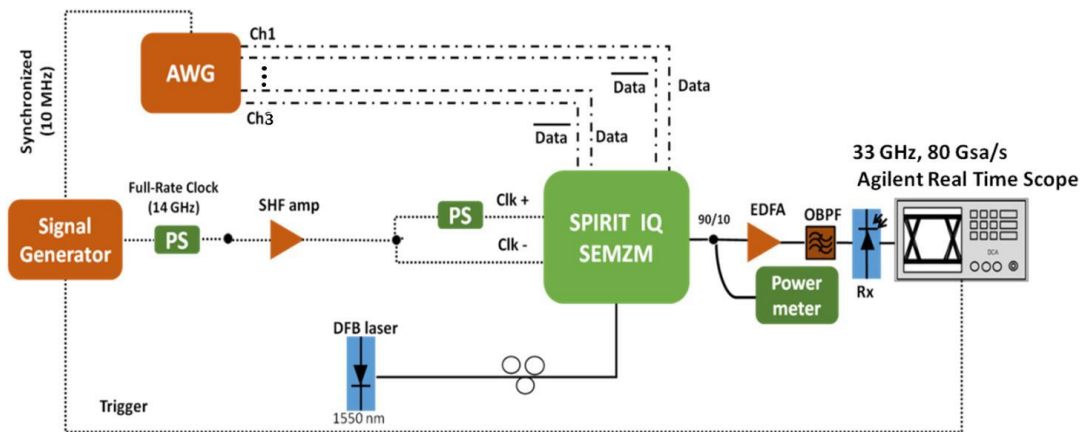 Ch1
AWG
Ch3
Data
Data
Data
Data
Synchronized
(10 MHz)
33 GHz, 80 Gsa/s
Agilent Real Time Scope
Full-Rate Clock
(14 GHz)
SHF amp
Signal
Generator
PS
PS
Clk +
Clk -
SPIRIT IQ
SEMZM
90/10
EDFA
OBPF
Rx
DCA
Power
meter
DFB laser
1550 nm
Trigger